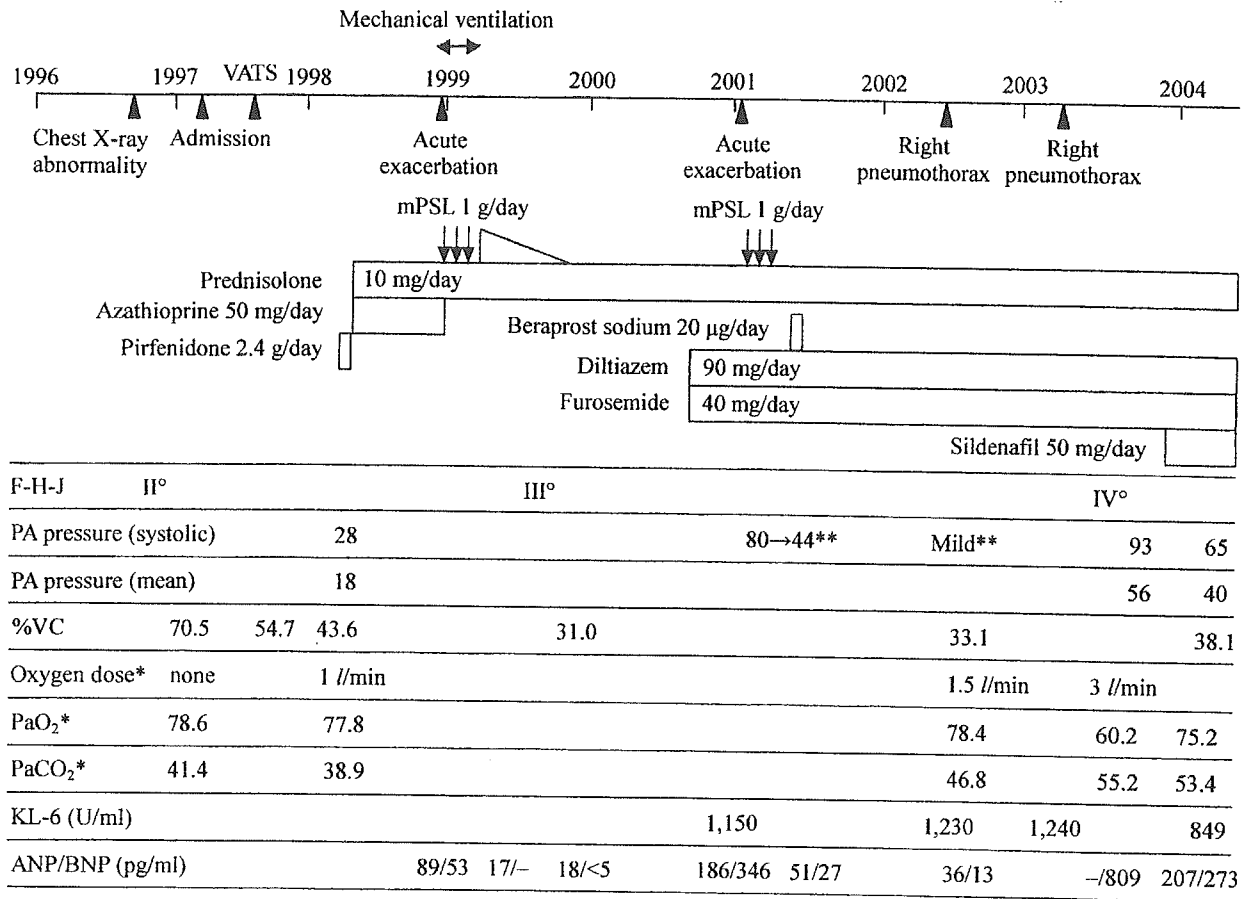 Mechanical ventilation
1996 1997 VATS 1998 1999 2000 2001 2002 2003 2004
Chest X-ray abnormality
Admission
Acute exacerbation
Acute exacerbation
Right pneumothorax
Right pneumothorax
mPSL 1 g/day
mPSL 1 g/day
Prednisolone 10 mg/day
Azathioprine 50 mg/day
Beraprost sodium 20 μg/day
Pirfenidone 2.4 g/day
Diltiazem 90 mg/day
Furosemide 40 mg/day
Sildenafil 50 mg/day
F-H-J II° III° IV°
PA pressure (systolic) 28 80→44** Mild** 93 65
PA pressure (mean) 18 56 40
%VC 70.5 54.7 43.6 31.0 33.1 38.1
Oxygen dose* none 1 l/min 1.5 l/min 3 l/min
PaO2* 78.6 77.8 78.4 60.2 75.2
PaCO2* 41.4 38.9 46.8 55.2 53.4
KL-6 (U/ml) 1,150 1,230 1,240 849
ANP/BNP (pg/ml) 89/53 17/– 18/<5 186/346 51/27 36/13 –/809 207/273